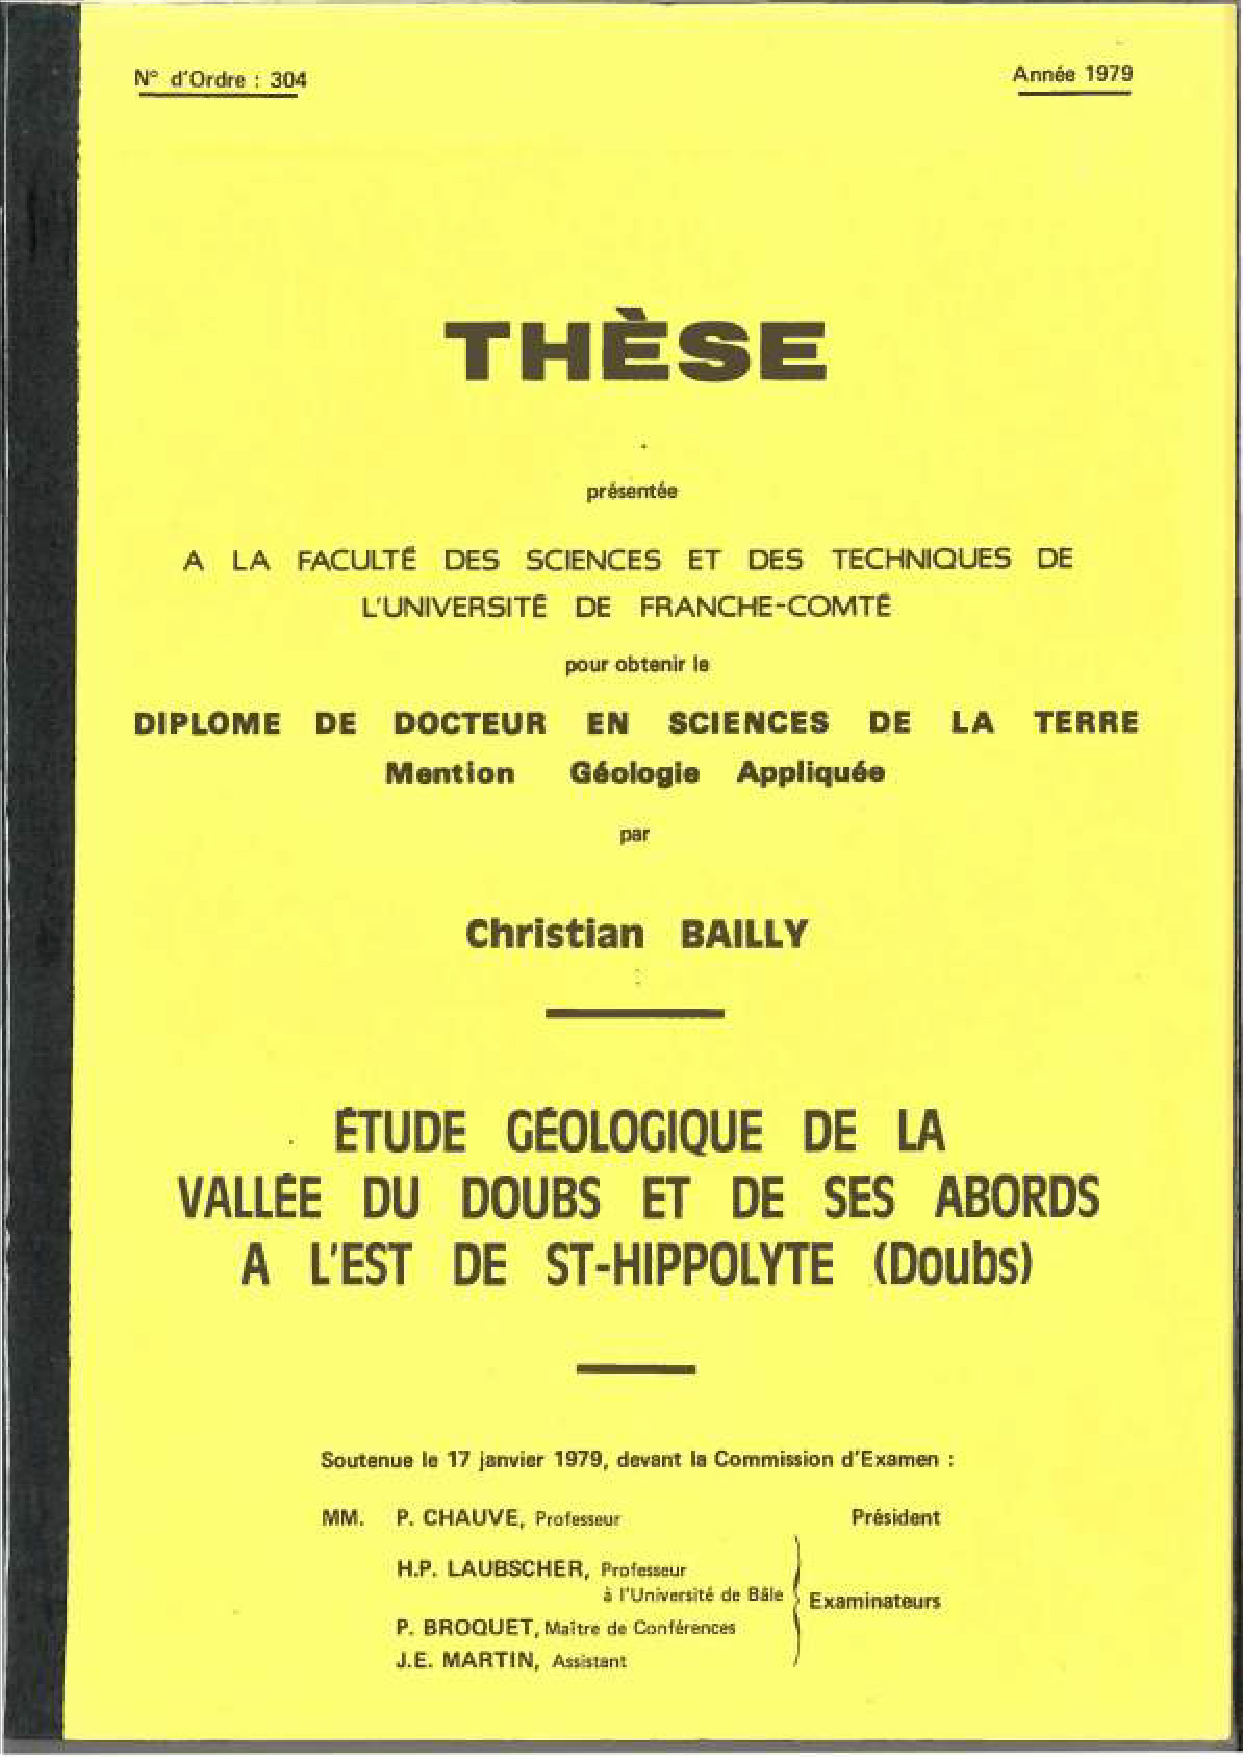 N° d'Ordre : 304
Année 1979
THÈSE
présentée
A LA FACULTÉ DES SCIENCES ET DES TECHNIQUES DE
L'UNIVERSITÉ DE FRANCHE-COMTÉ
pour obtenir le
DIPLOME DE DOCTEUR EN SCIENCES DE LA TERRE
Mention Géologie Appliquée
par
Christian BAILLY
ÉTUDE GÉOLOGIQUE DE LA
VALLÉE DU DOUBS ET DE SES ABORDS
A L'EST DE ST-HIPPOLYTE (Doubs)
Soutenue le 17 janvier 1979, devant la Commission d'Examen :
MM. P. CHAUVE, Professeur Président
H.P. LAUBSCHER, Professeur
à l'Université de Bâle
Examinateurs
P. BROQUET, Maître de Conférences
J.E. MARTIN, Assistant